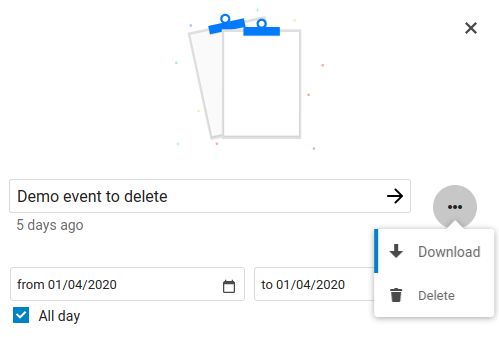 Demo event to delete
5 days ago
Download
from 01/04/2020
to 01/04/2020
Delete
All day